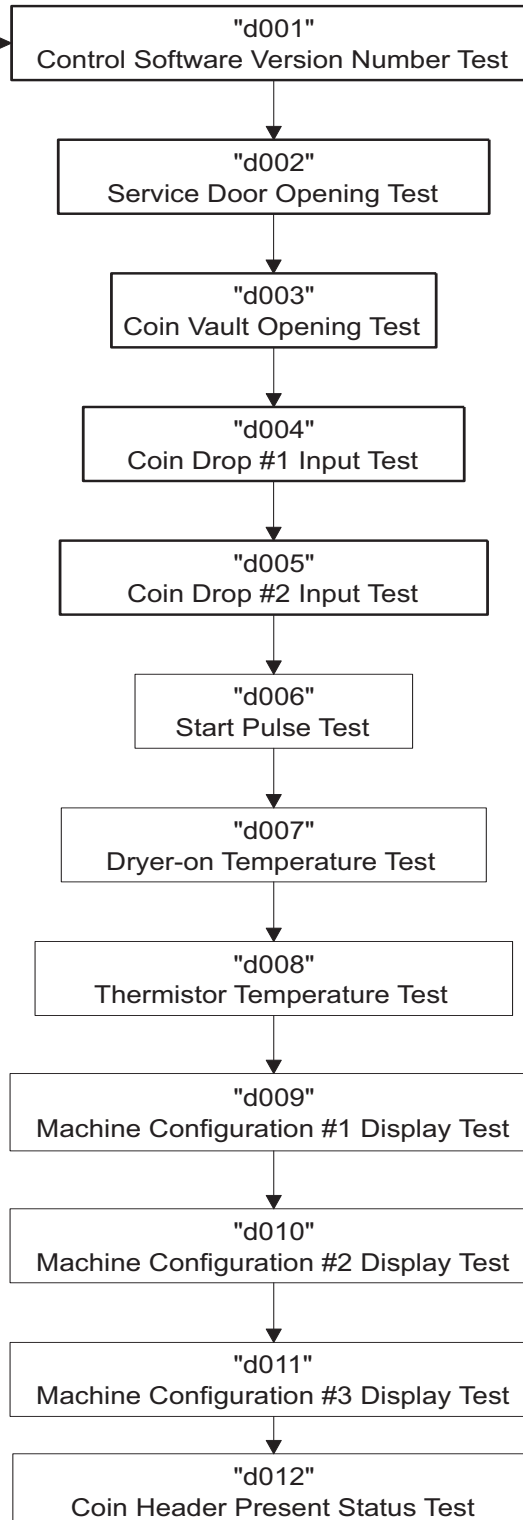 "d001"
Control Software Version Number Test
"d002"
Service Door Opening Test
"d003"
Coin Vault Opening Test
"d004"
Coin Drop #1 Input Test
"d005"
Coin Drop #2 Input Test
"d006"
Start Pulse Test
"d007"
Dryer-on Temperature Test
"d008"
Thermistor Temperature Test
"d009"
Machine Configuration #1 Display Test
"d010"
Machine Configuration #2 Display Test
"d011"
Machine Configuration #3 Display Test
"d012"
Coin Header Present Status Test